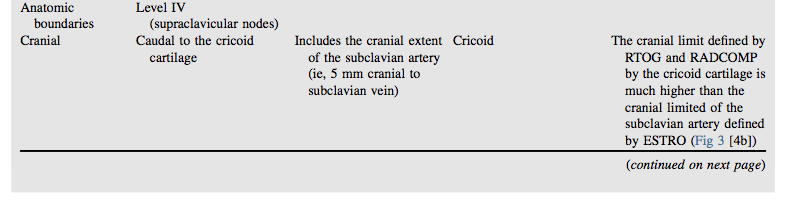 Anatomic boundaries
Level IV (supraclavicular nodes)
Cranial
Caudal to the cricoid cartilage
Includes the cranial extent of the subclavian artery (ie, 5 mm cranial to subclavian vein)
Cricoid
The cranial limit defined by RTOG and RADCOMP by the cricoid cartilage is much higher than the cranial limited of the subclavian artery defined by ESTRO (Fig 3 [4b])
(continued on next page)